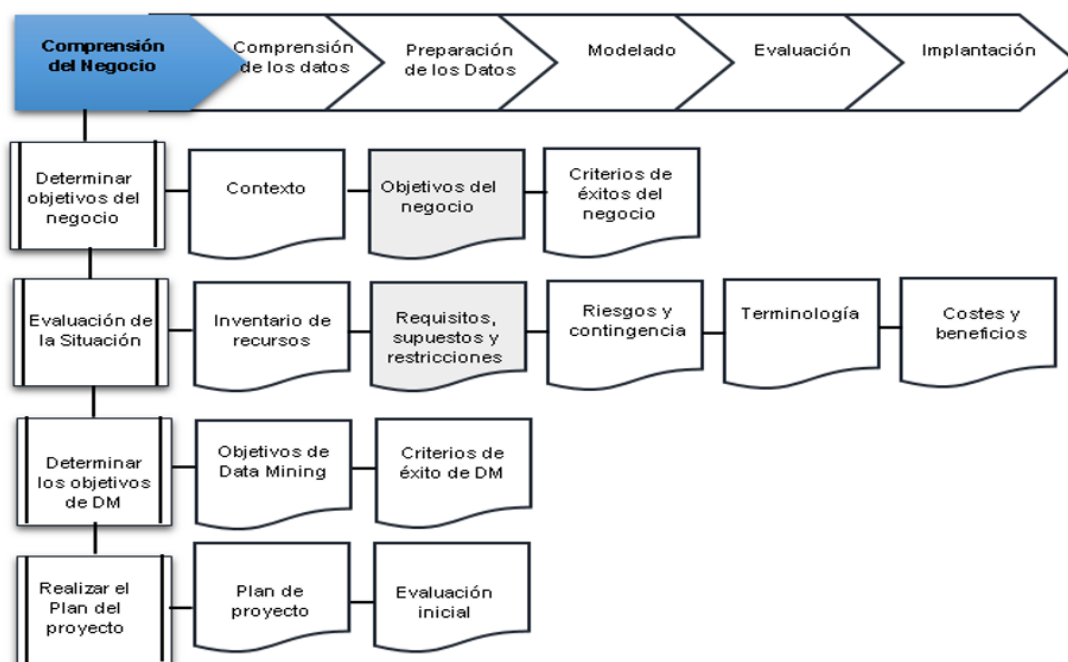 Comprensión
del Negocio
Comprensión
de los datos
Preparación
de los Datos
Modelado
Evaluación
Implantación
Determinar
objetivos del
negocio
Contexto
Objetivos del
negocio
Criterios de
éxitos del
negocio
Evaluación de
la Situación
Inventario de
recursos
Requisitos,
supuestos y
restricciones
Riesgos y
contingencia
Terminología
Costes y
beneficios
Determinar
los objetivos
de DM
Objetivos de
Data Mining
Criterios de
éxito de DM
Realizar el
Plan del
proyecto
Plan de
proyecto
Evaluación
inicial